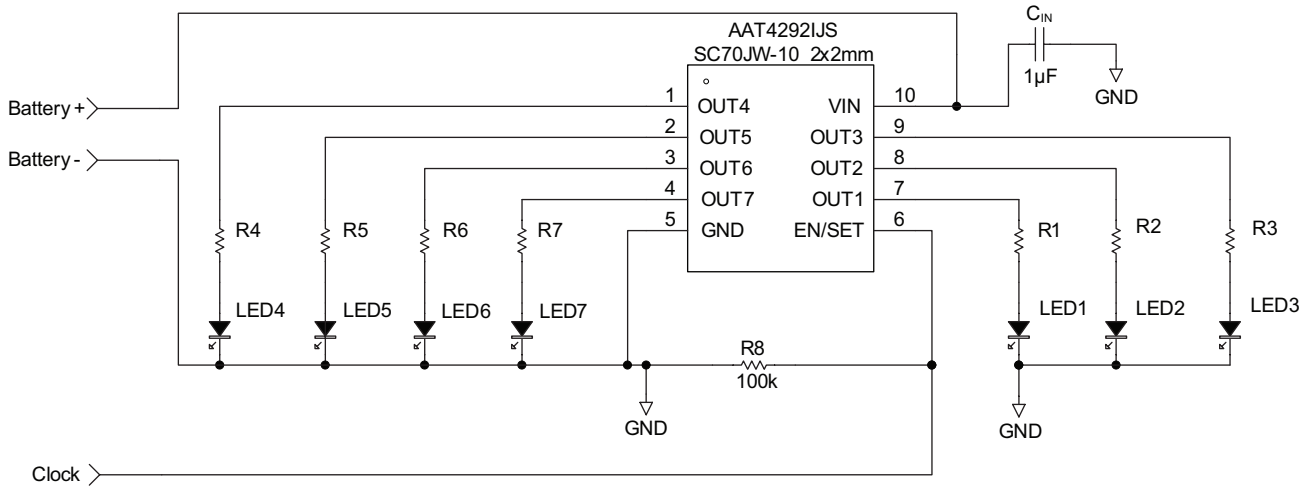 C_IN
AAT4292IJS
SC70JW-10 2x2mm
1µF
GND
Battery +
1 OUT4 VIN 10
2 OUT5 OUT3 9
Battery -
3 OUT6 OUT2 8
4 OUT7 OUT1 7
5 GND EN/SET 6
R4 R5 R6 R7 R1 R2 R3
LED4 LED5 LED6 LED7 LED1 LED2 LED3
R8
100k
GND GND
Clock